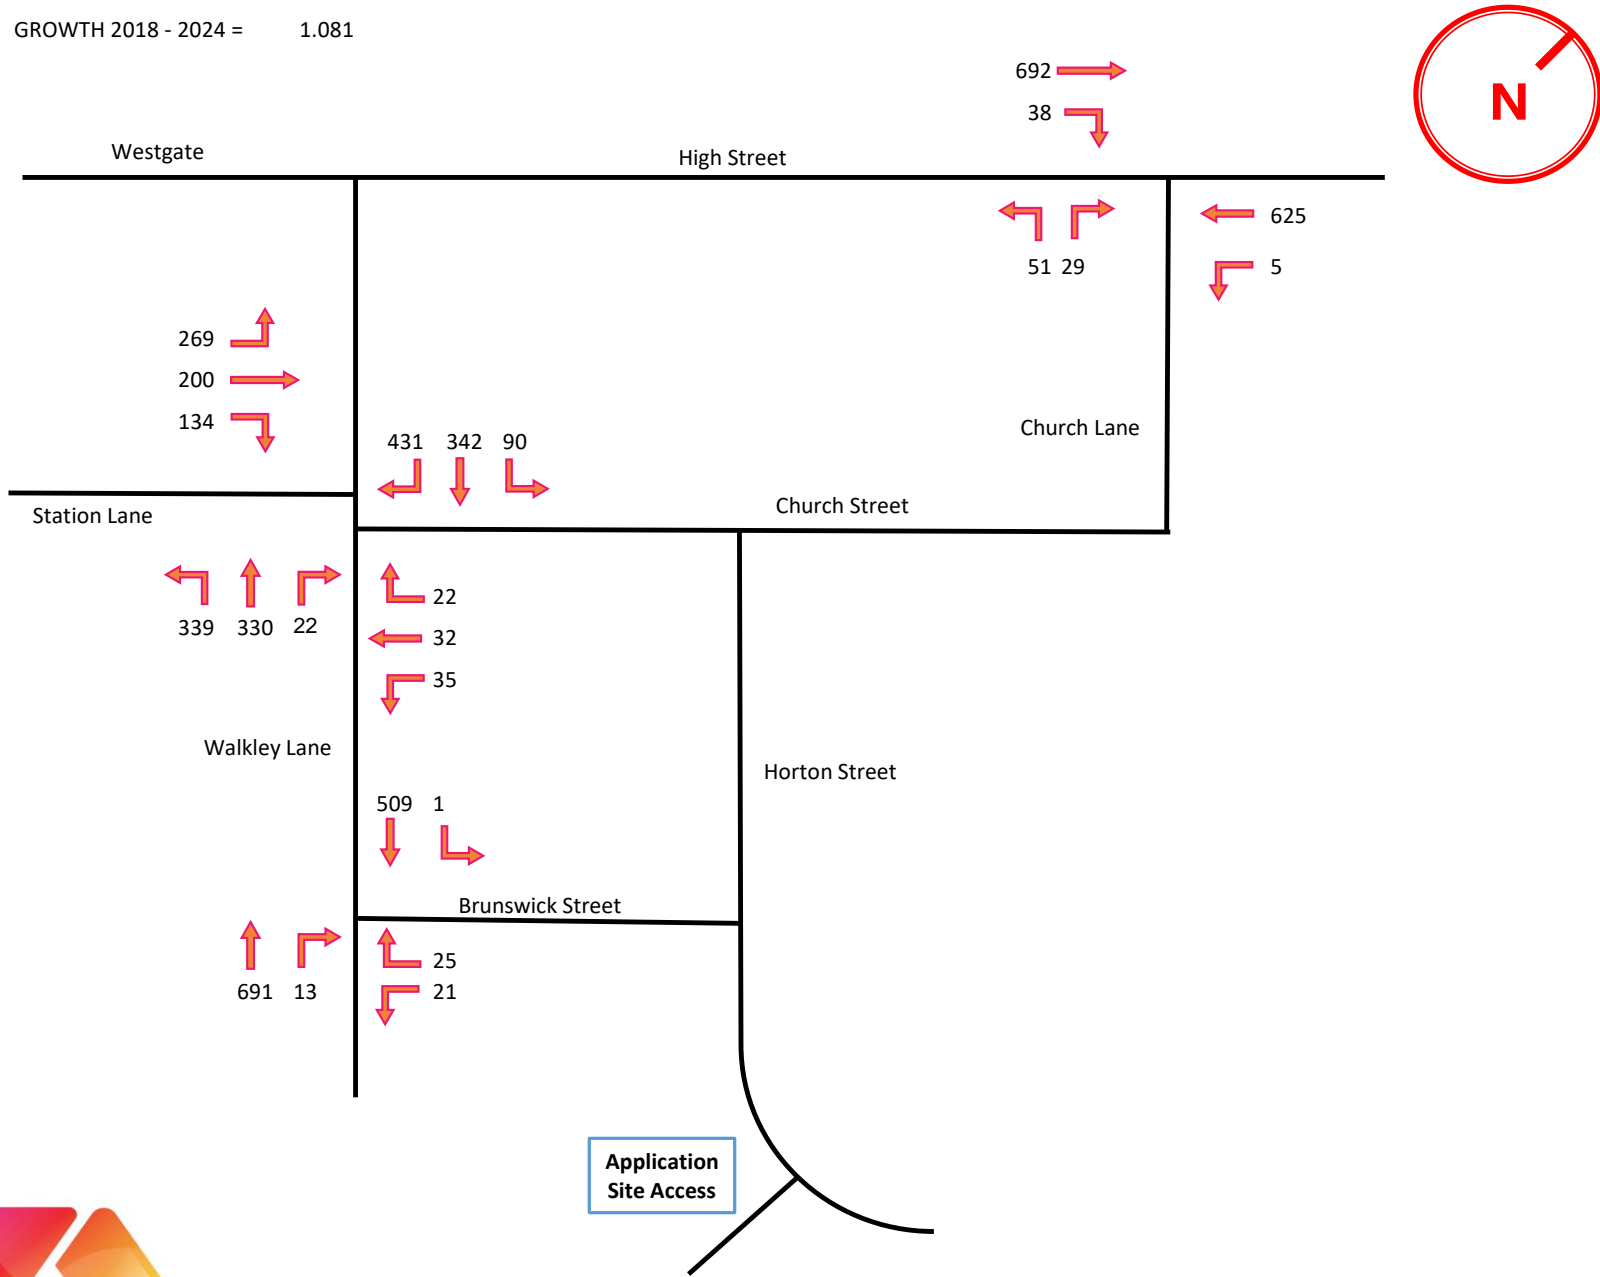 GROWTH 2018 - 2024 = 1.081
692
38
N
Westgate
High Street
625
51 29
5
269
200
134
431 342 90
Church Lane
Station Lane
Church Street
22
339 330 22
32
35
Walkley Lane
Horton Street
509 1
Brunswick Street
25
691 13
21
Application
Site Access